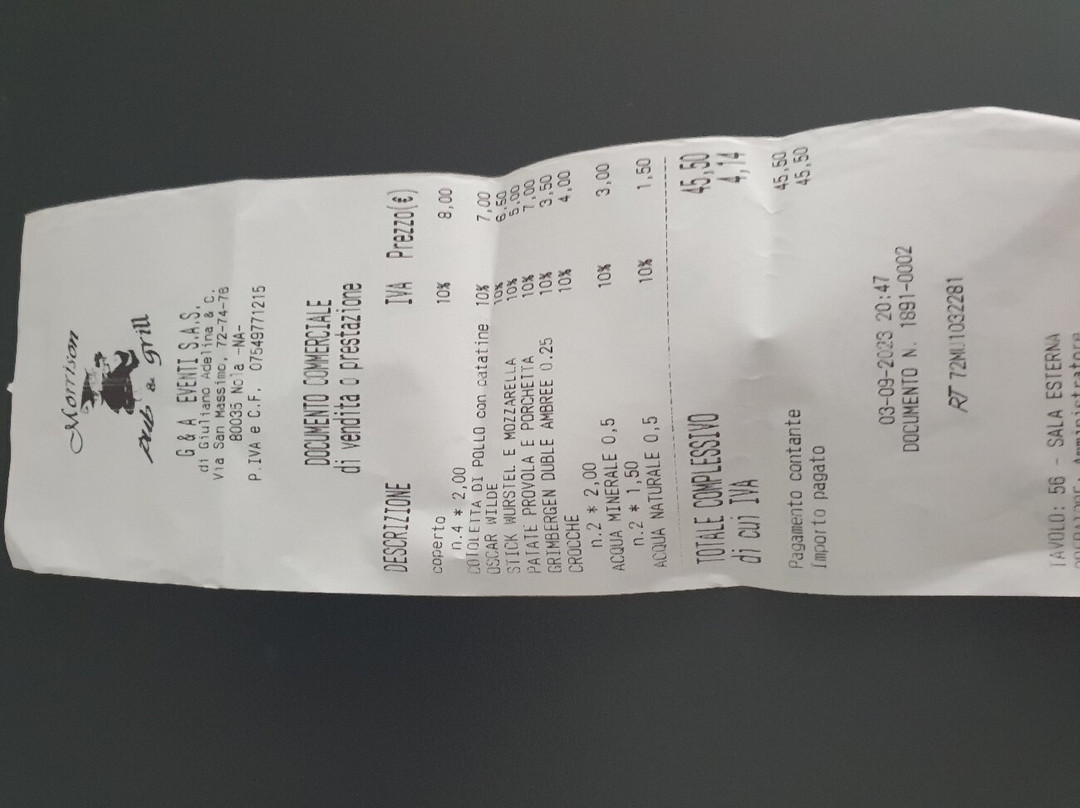 Morrison
pub & grill
G & A EVENTI S.A.S.
di Giuliano Adelina & C.
Via San Massimo, 72-74-76
80035 Nola -NA-
P.IVA e C.F. 07549771215
DOCUMENTO COMMERCIALE
di vendita o prestazione
DESCRIZIONE IVA Prezzo(€)
coperto 10% 8,00
n.4 * 2,00
COTOLETTA DI POLLO con patatine 10% 7,00
OSCAR WILDE 10% 6,50
STICK WURSTEL E MOZZARELLA 10% 5,00
PATATE PROVOLA E PORCHETTA 10% 7,00
GRIMBERGEN DUBLE AMBREE 0.25 10% 3,50
CROCCHE 10% 4,00
n.2 * 2,00
ACQUA MINERALE 0,5 10% 3,00
n.2 * 1,50
ACQUA NATURALE 0,5 10% 1,50
TOTALE COMPLESSIVO 45,50
di cui IVA 4,14
Pagamento contante 45,50
Importo pagato 45,50
03-09-2023 20:47
DOCUMENTO N. 1891-0002
RT 72MU1032281
TAVOLO: 56 - SALA ESTERNA